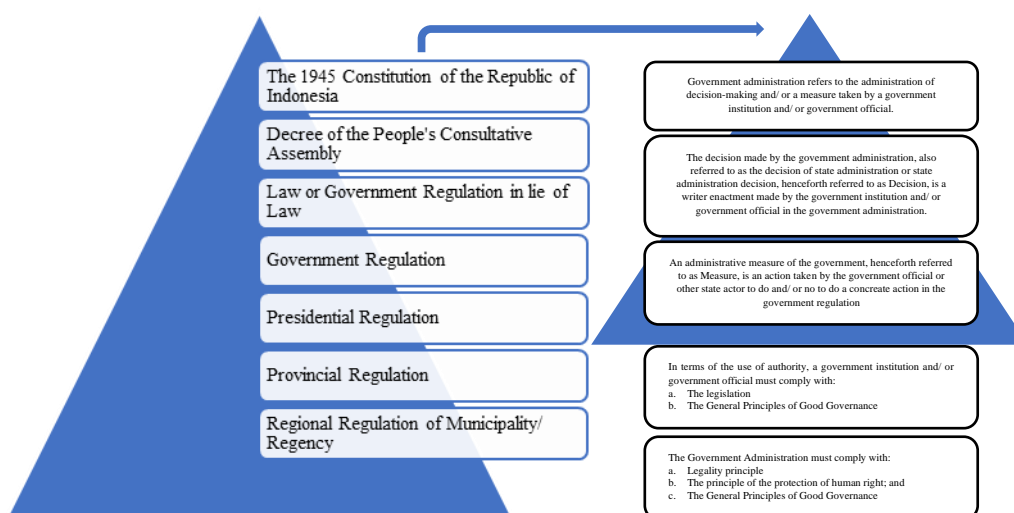 The 1945 Constitution of the Republic of
Indonesia
Decree of the People's Consultative
Assembly
Law or Government Regulation in lie of
Law
Government Regulation
Presidential Regulation
Provincial Regulation
Regional Regulation of Municipality/
Regency
Government administration refers to the administration of
decision-making and/ or a measure taken by a government
institution and/ or government official.
The decision made by the government administration, also
referred to as the decision of state administration or state
administration decision, henceforth referred to as Decision, is a
writer enactment made by the government institution and/ or
government official in the government administration.
An administrative measure of the government, henceforth referred
to as Measure, is an action taken by the government official or
other state actor to do and/ or no to do a concreate action in the
government regulation
In terms of the use of authority, a government institution and/ or
government official must comply with:
a. The legislation
b. The General Principles of Good Governance
The Government Administration must comply with:
a. Legality principle
b. The principle of the protection of human right; and
c. The General Principles of Good Governance